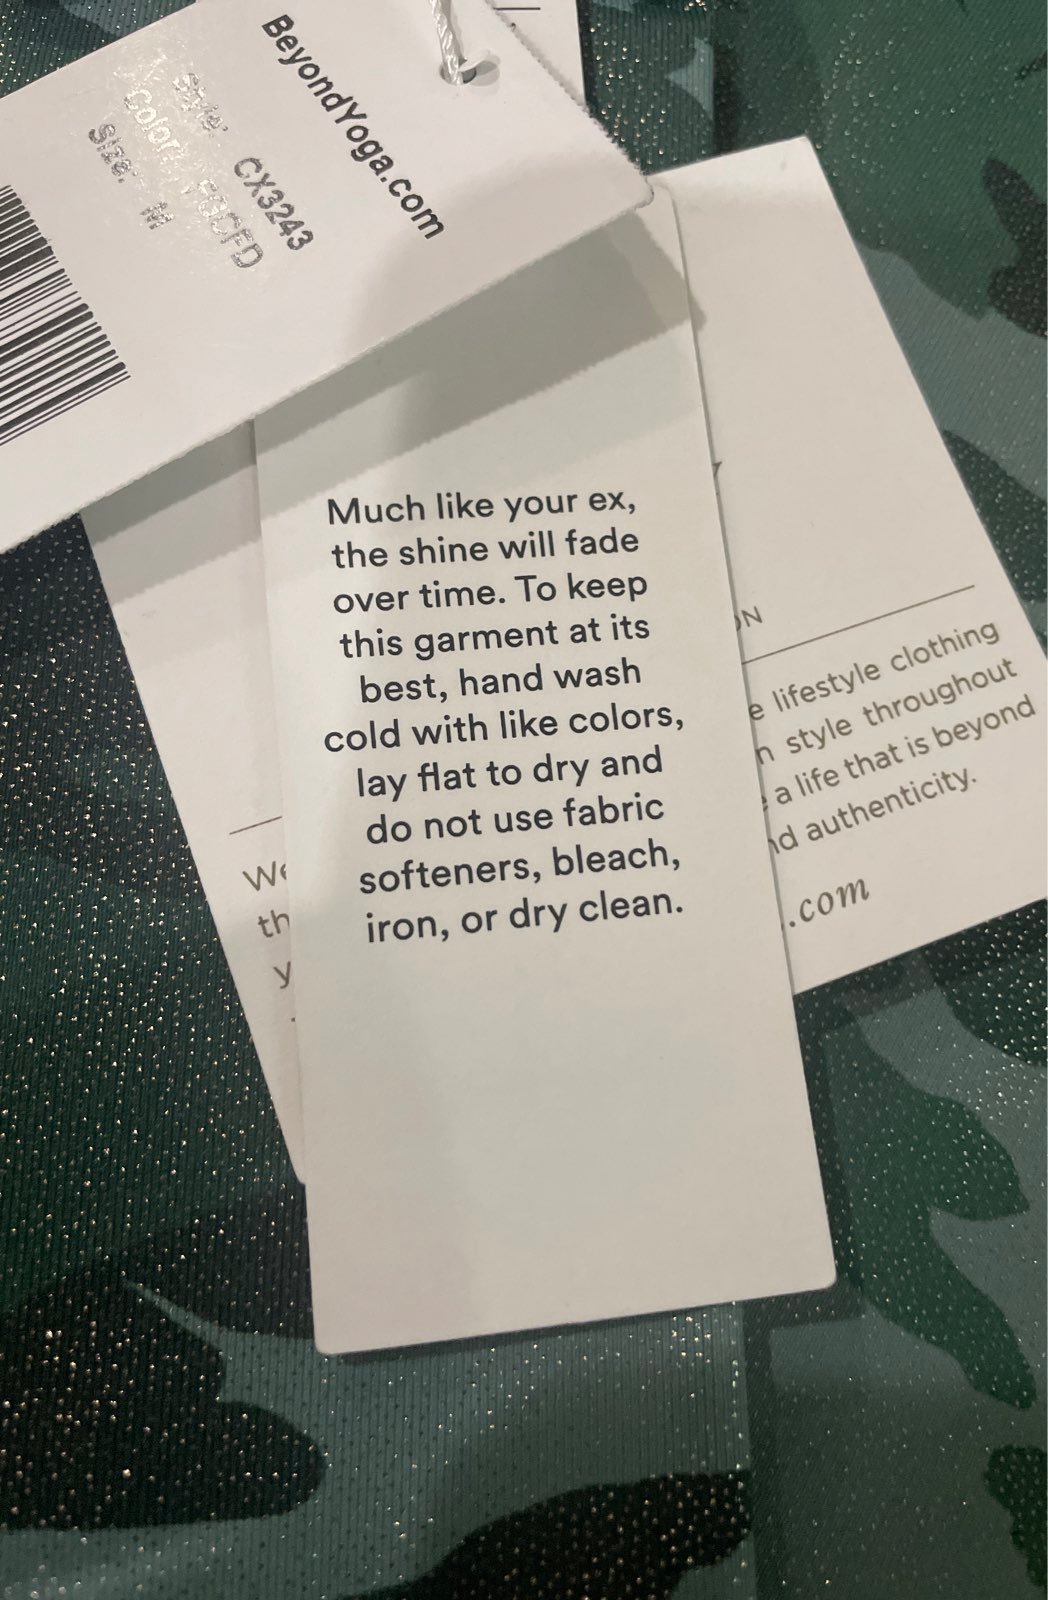 BeyondYoga.com
Style: CX3243
Color:
Size: M
Much like your ex,
the shine will fade
over time. To keep
this garment at its
best, hand wash
cold with like colors,
lay flat to dry and
do not use fabric
softeners, bleach,
iron, or dry clean.
lifestyle clothing
style throughout
a life that is beyond
authenticity.
.com